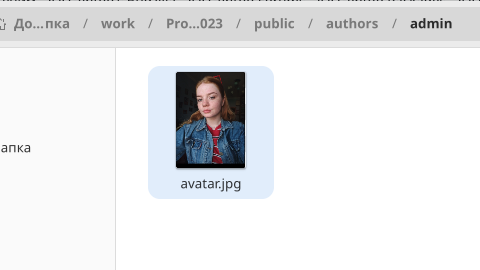 До...пка / work / Pro...023 / public / authors / admin
апка
avatar.jpg